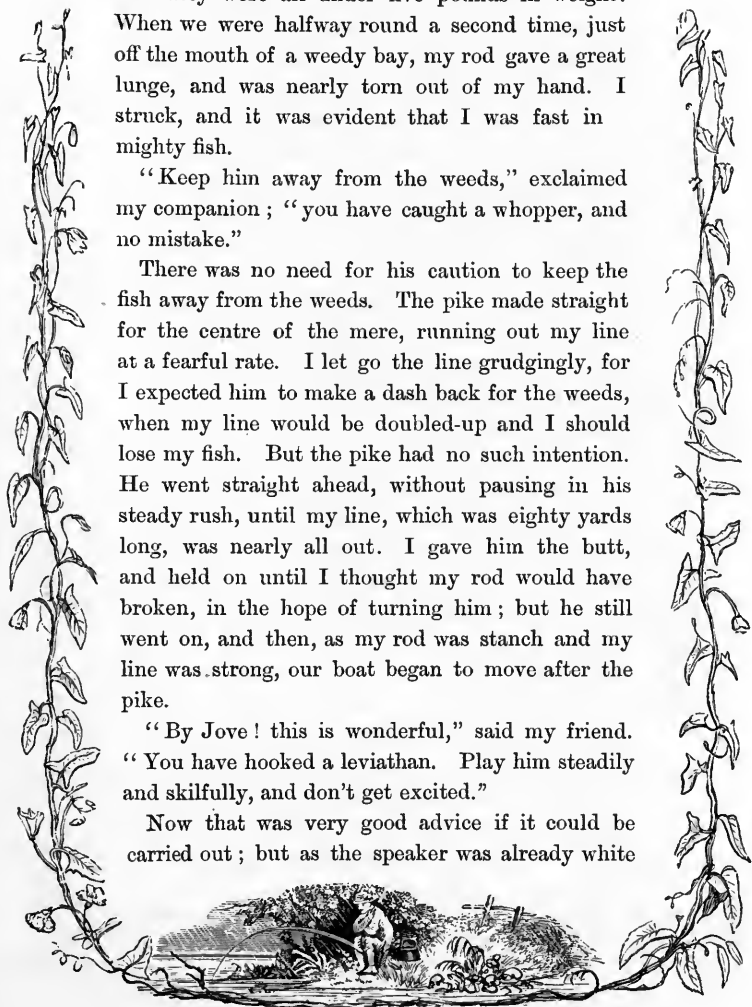 When we were halfway round a second time, just
off the mouth of a weedy bay, my rod gave a great
lunge, and was nearly torn out of my hand. I
struck, and it was evident that I was fast in
mighty fish.
“Keep him away from the weeds,” exclaimed
my companion ; “you have caught a whopper, and
no mistake.”
There was no need for his caution to keep the
fish away from the weeds. The pike made straight
for the centre of the mere, running out my line
at a fearful rate. I let go the line grudgingly, for
I expected him to make a dash back for the weeds,
when my line would be doubled-up and I should
lose my fish. But the pike had no such intention.
He went straight ahead, without pausing in his
steady rush, until my line, which was eighty yards
long, was nearly all out. I gave him the butt,
and held on until I thought my rod would have
broken, in the hope of turning him ; but he still
went on, and then, as my rod was stanch and my
line was strong, our boat began to move after the
pike.
“By Jove ! this is wonderful,” said my friend.
“You have hooked a leviathan. Play him steadily
and skilfully, and don't get excited.”
Now that was very good advice if it could be
carried out ; but as the speaker was already white